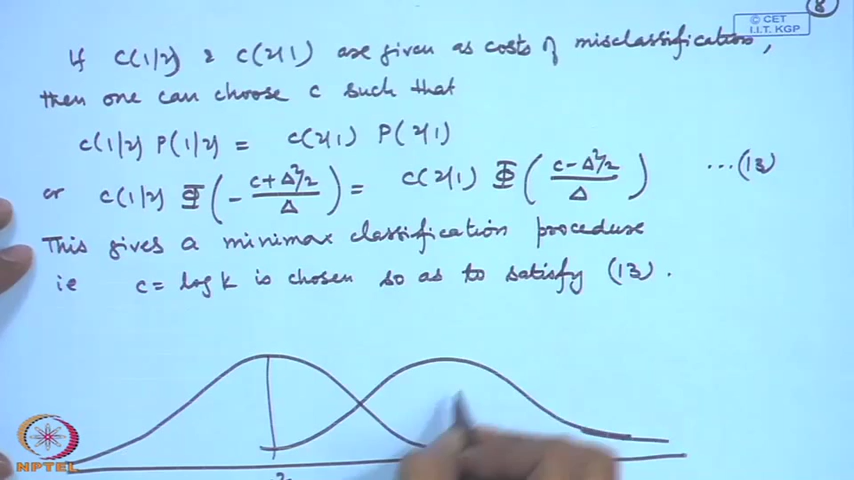 8
© CET
I.I.T. KGP
If C(1|2) & C(2|1) are given as costs of misclassification,
then one can choose c such that
C(1|2) P(1|2) = C(2|1) P(2|1)
or C(1|2) Φ(-(c+Δ²/2)/Δ) = C(2|1) Φ((c-Δ²/2)/Δ) ...(13)
This gives a minimax classification procedure
ie c = log k is chosen so as to satisfy (13).
NPTEL